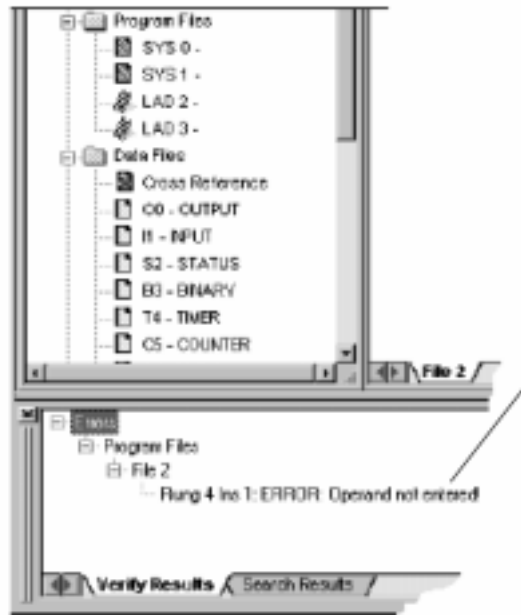 Program Files
SYS 0 -
SYS 1 -
LAD 2 -
LAD 3 -
Data Files
Cross Reference
O0 - OUTPUT
I1 - INPUT
S2 - STATUS
B3 - BINARY
T4 - TIMER
C5 - COUNTER
File 2
Errors
Program Files
File 2
Rung 4 Ins 1: ERROR: Operand not entered!
Verify Results
Search Results